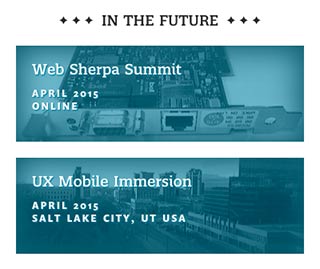 IN THE FUTURE
Web Sherpa Summit
APRIL 2015
ONLINE
UX Mobile Immersion
APRIL 2015
SALT LAKE CITY, UT USA